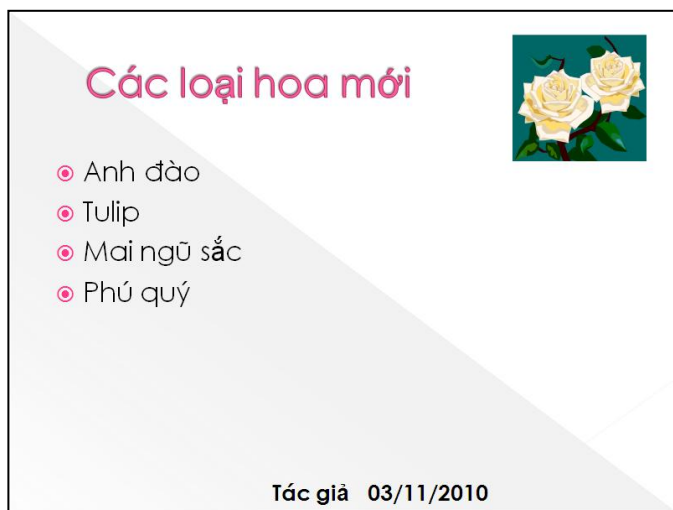 Các loại hoa mới
Anh đào
Tulip
Mai ngũ sắc
Phú quý
Tác giả 03/11/2010